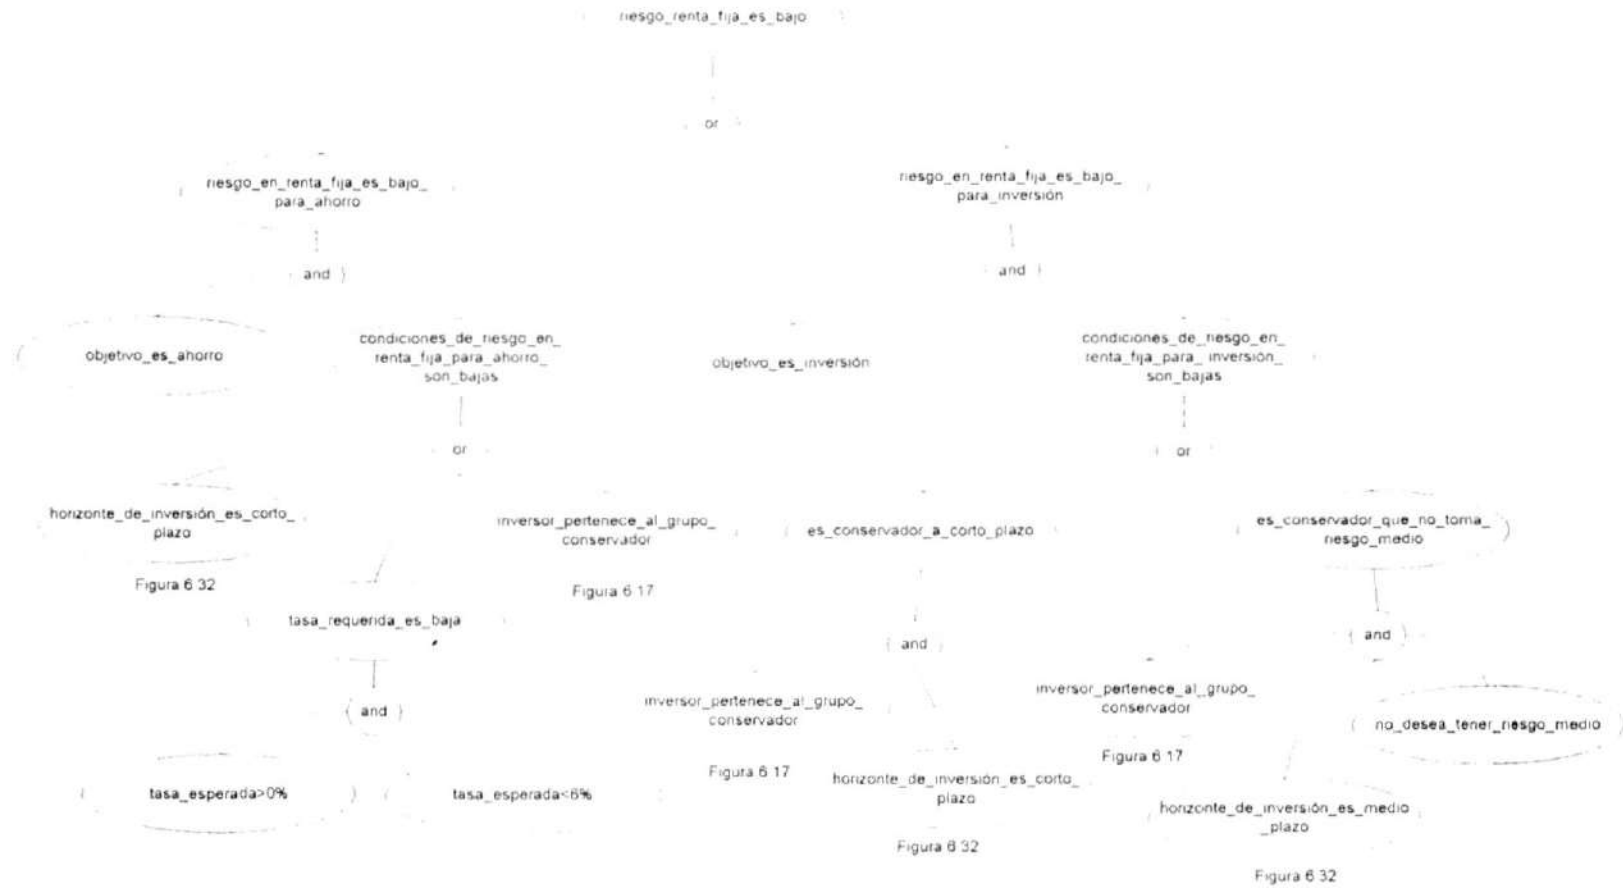 riesgo_renta_fija_es_bajo
or
riesgo_en_renta_fija_es_bajo_
para_ahorro
riesgo_en_renta_fija_es_bajo_
para_inversión
and
and
objetivo_es_ahorro
condiciones_de_riesgo_en_
renta_fija_para_ahorro_
son_bajas
objetivo_es_inversión
condiciones_de_riesgo_en_
renta_fija_para_inversión_
son_bajas
or
or
horizonte_de_inversión_es_corto_
plazo
Figura 6.32
inversor_pertenece_al_grupo_
conservador
Figura 6.17
es_conservador_a_corto_plazo
es_conservador_que_no_toma_
riesgo_medio
tasa_requerida_es_baja
and
and
and
inversor_pertenece_al_grupo_
conservador
Figura 6.17
inversor_pertenece_al_grupo_
conservador
Figura 6.17
no_desea_tener_riesgo_medio
tasa_esperada>0%
tasa_esperada<6%
horizonte_de_inversión_es_corto_
plazo
Figura 6.32
horizonte_de_inversión_es_medio
_plazo
Figura 6.32